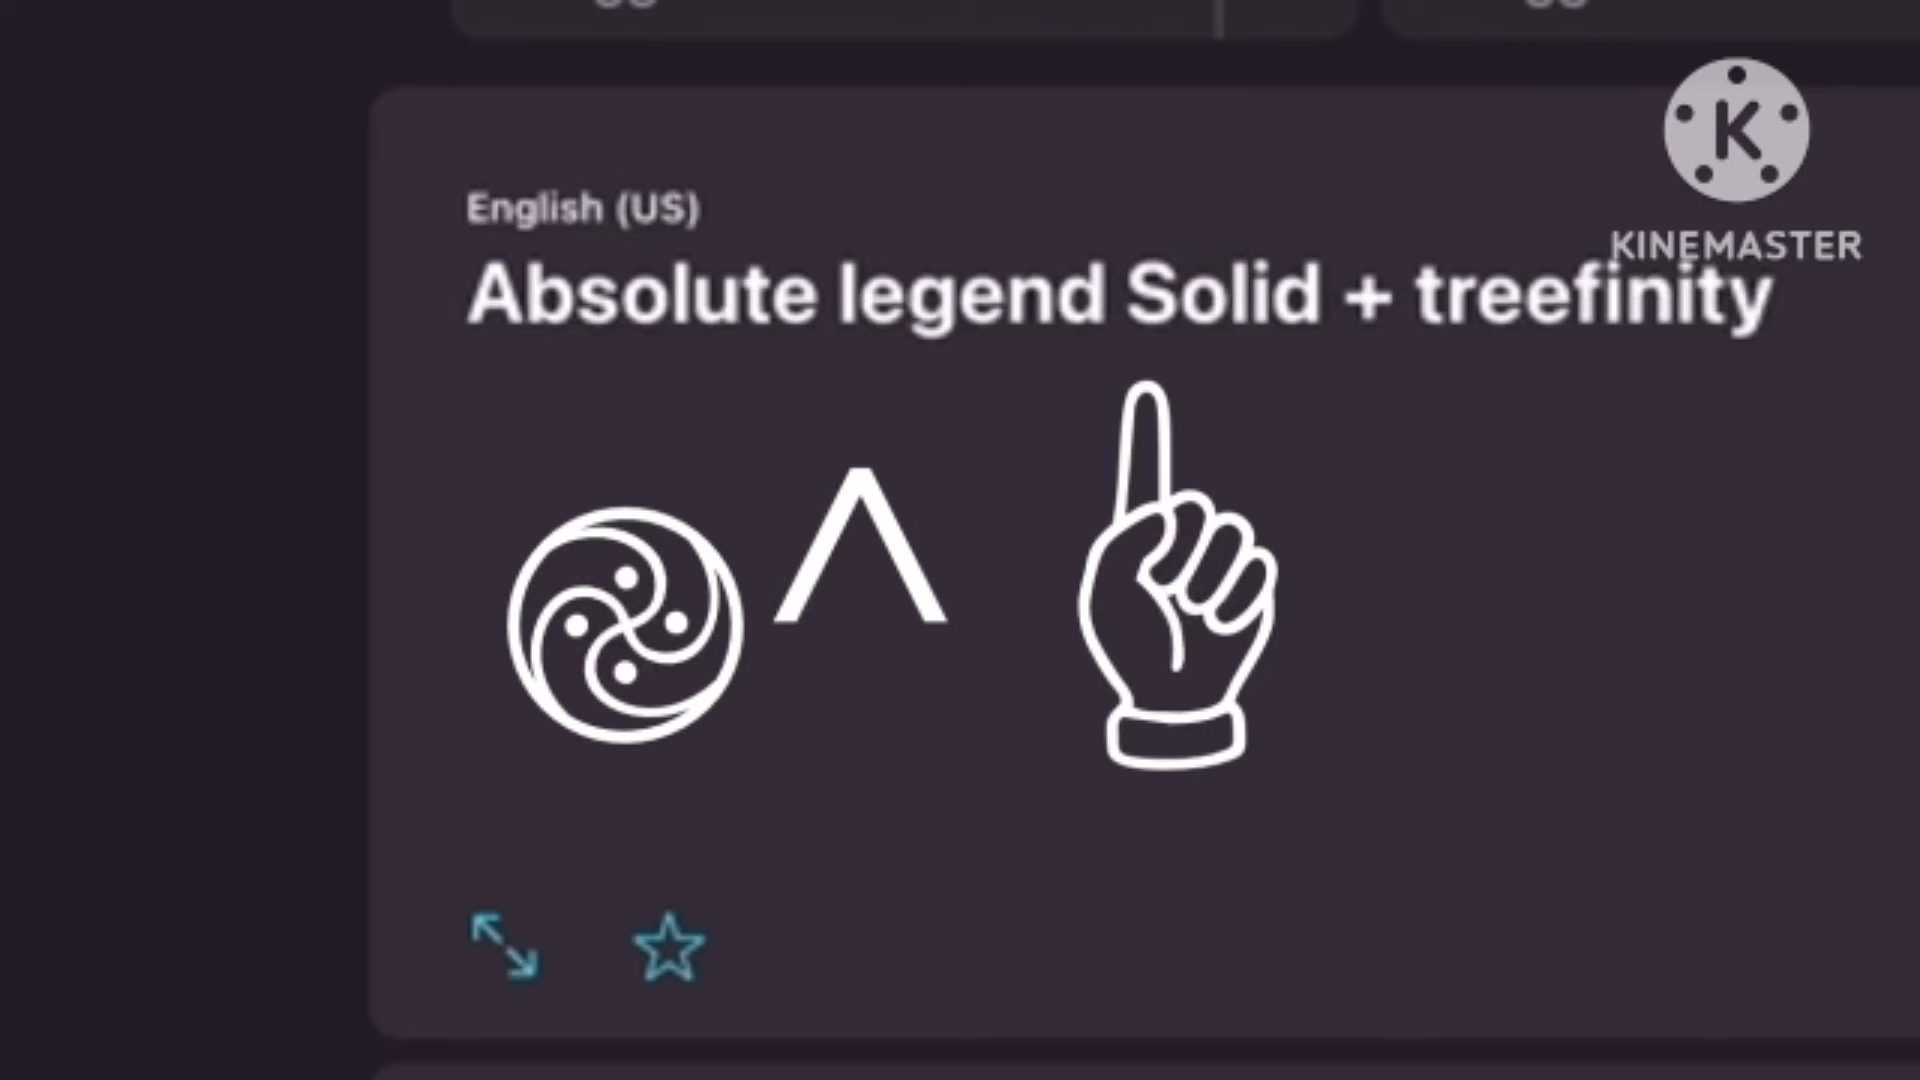 English (US)
Absolute legend Solid + treefinity
^
K
KINEMASTER